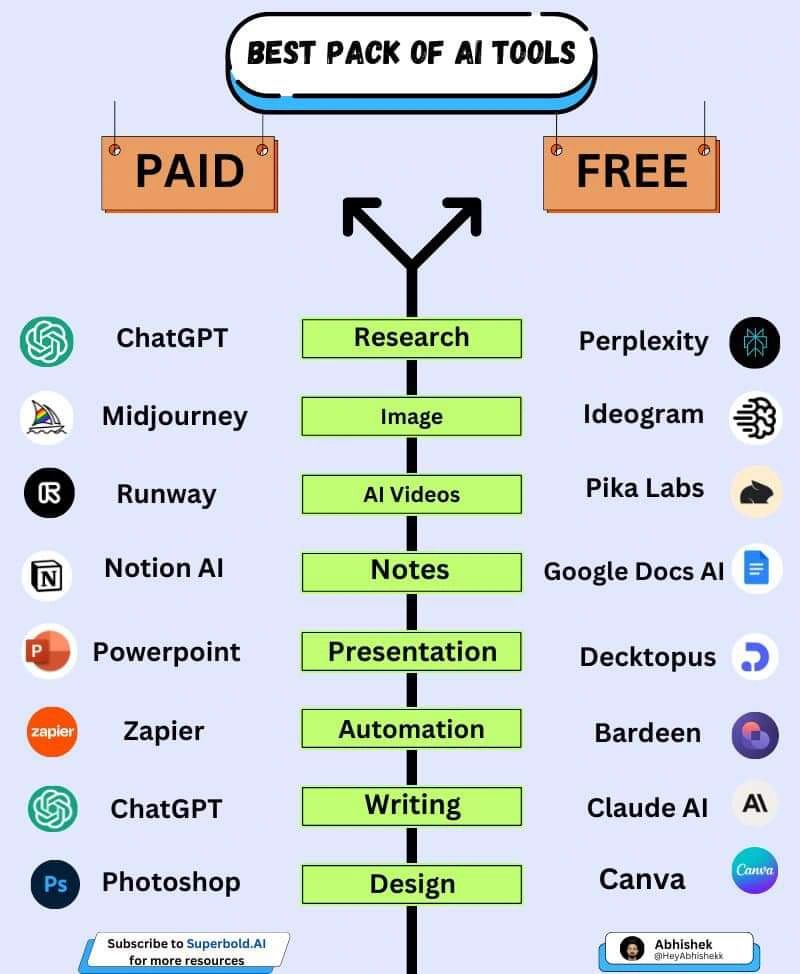 BEST PACK OF AI TOOLS
PAID
FREE
ChatGPT
Research
Perplexity
Midjourney
Image
Ideogram
Runway
AI Videos
Pika Labs
Notion AI
Notes
Google Docs AI
P
Powerpoint
Presentation
Decktopus
zapier
Zapier
Automation
Bardeen
ChatGPT
Writing
Claude AI
A\
Ps
Photoshop
Design
Canva
Canva
Subscribe to Superbold.AI
for more resources
Abhishek
@HeyAbhishekk